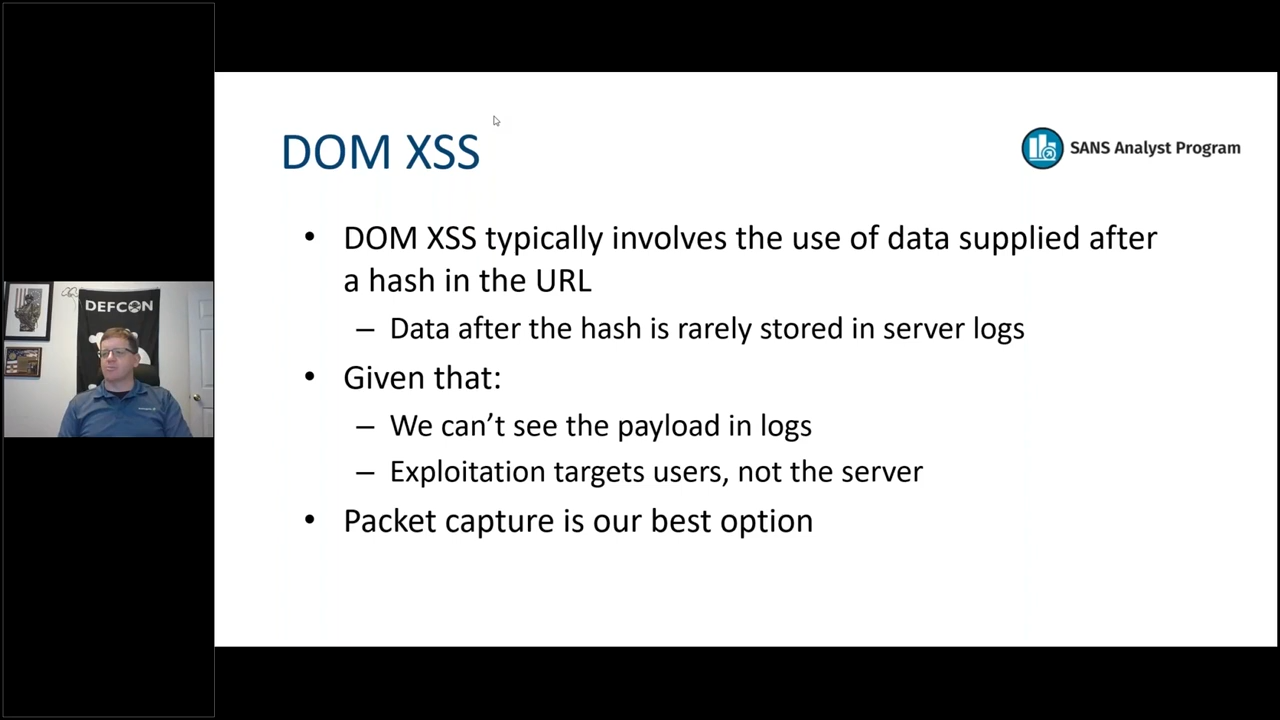 DOM XSS
SANS Analyst Program
• DOM XSS typically involves the use of data supplied after
a hash in the URL
– Data after the hash is rarely stored in server logs
• Given that:
– We can’t see the payload in logs
– Exploitation targets users, not the server
• Packet capture is our best option
DEFCON